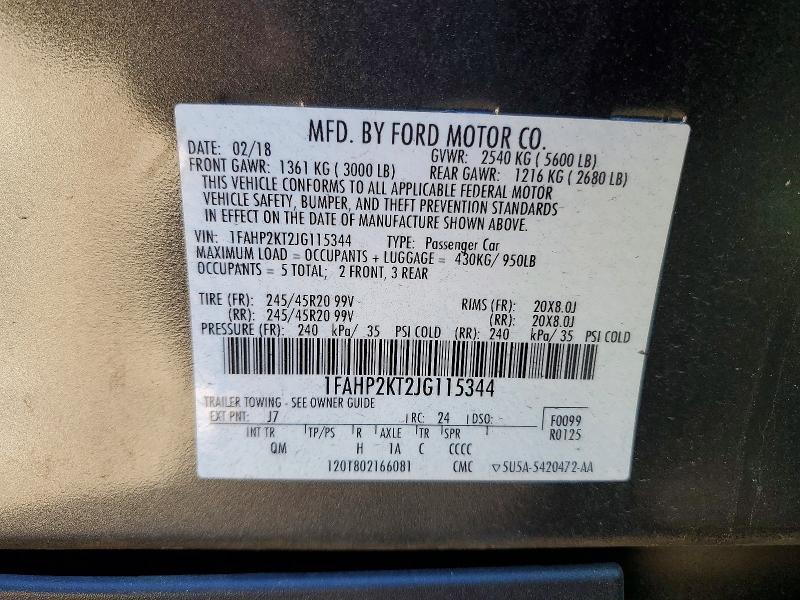 MFD. BY FORD MOTOR CO.
DATE: 02/18 GVWR: 2540 KG ( 5600 LB)
FRONT GAWR: 1361 KG ( 3000 LB) REAR GAWR: 1216 KG ( 2680 LB)
THIS VEHICLE CONFORMS TO ALL APPLICABLE FEDERAL MOTOR
VEHICLE SAFETY, BUMPER, AND THEFT PREVENTION STANDARDS
IN EFFECT ON THE DATE OF MANUFACTURE SHOWN ABOVE.
VIN: 1FAHP2KT2JG115344 TYPE: Passenger Car
MAXIMUM LOAD = OCCUPANTS + LUGGAGE = 430KG/ 950LB
OCCUPANTS = 5 TOTAL; 2 FRONT, 3 REAR
TIRE (FR): 245/45R20 99V RIMS (FR): 20X8.0J
(RR): 245/45R20 99V (RR): 20X8.0J
PRESSURE (FR): 240 kPa/ 35 PSI COLD (RR): 240 kPa/ 35 PSI COLD
1FAHP2KT2JG115344
TRAILER TOWING - SEE OWNER GUIDE
EXT PNT: J7 RC: 24 DSO: F0099
INT TR TP/PS R AXLE TR SPR R0125
QM H 1A C CCCC
120T802166081 CMC ▽5U5A-5420472-AA